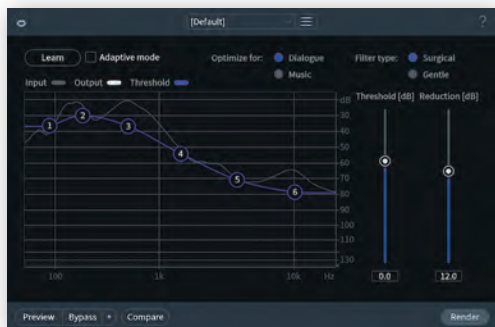 [Default]
?
Learn
Adaptive mode
Optimize for:
Dialogue
Music
Filter type:
Surgical
Gentle
Input
Output
Threshold
Threshold [dB]
Reduction [dB]
dB
30
40
50
60
70
80
90
100
110
130
1
2
3
4
5
6
100
1k
10k
Hz
0.0
12.0
Preview
Bypass
+
Compare
Render